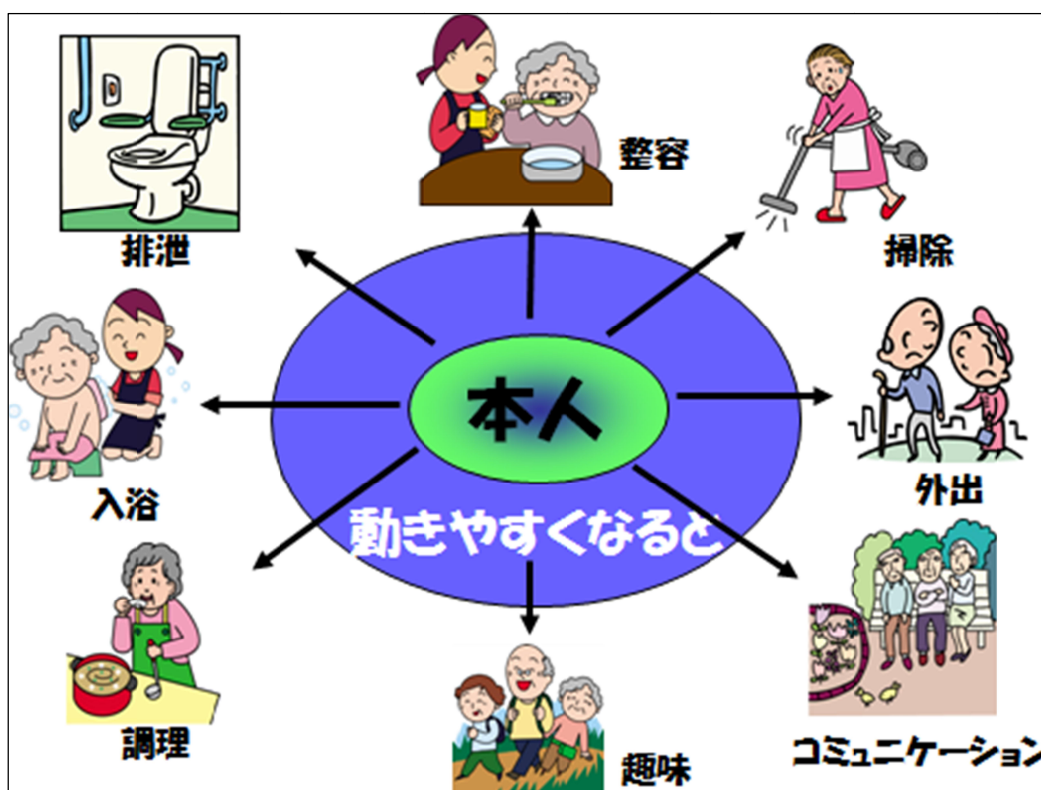 整容
排泄
掃除
本人
入浴
外出
動きやすくなると
調理
趣味
コミュニケーション